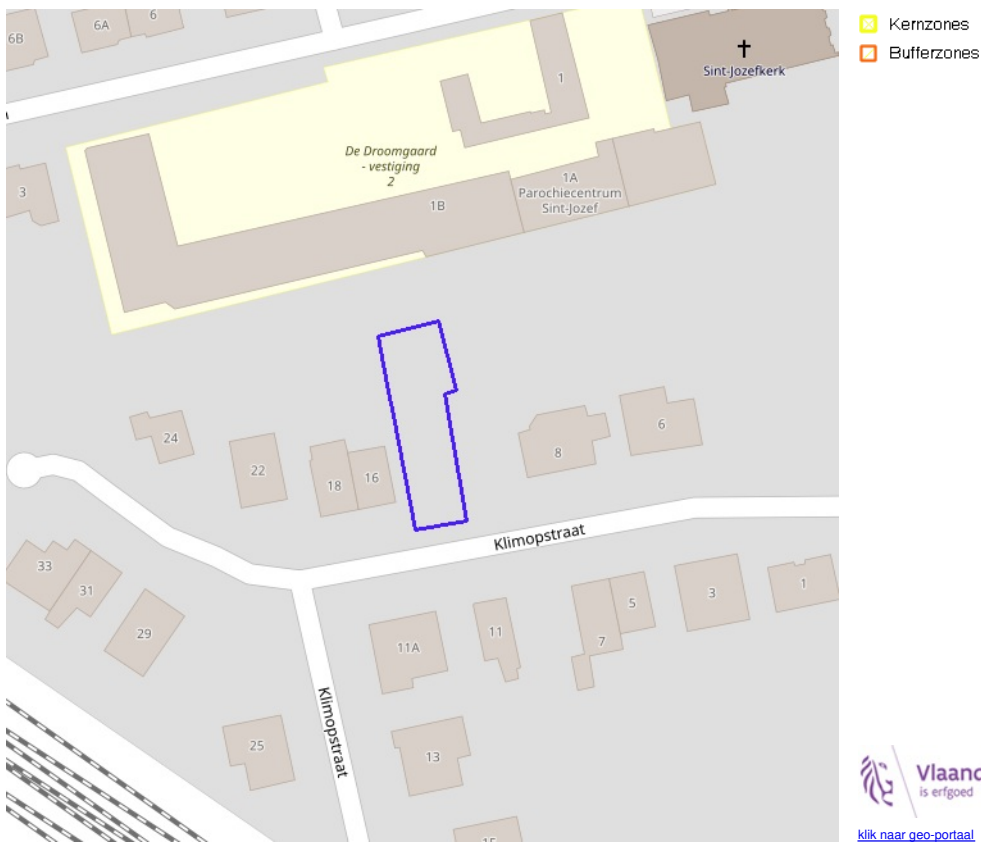 Kernzones
Bufferzones
6B
6A
6
Sint-Jozefkerk
1
De Droomgaard
- vestiging
2
3
1B
1A
Parochiecentrum
Sint-Jozef
24
22
18
16
8
6
Klimopstraat
33
31
29
11A
11
7
5
3
1
Klimopstraat
25
13
15
Vlaand
is erfgoed
klik naar geo-portaal